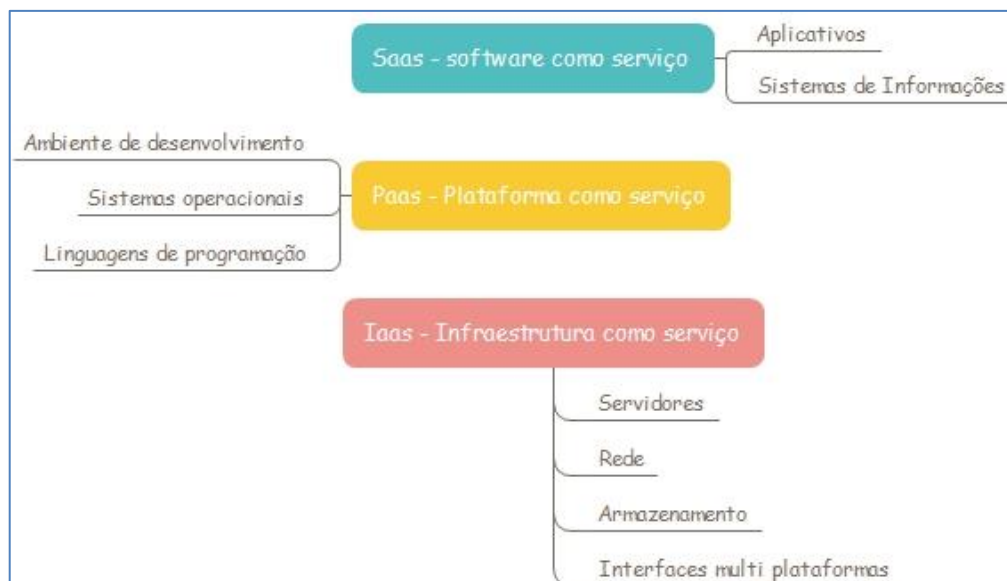 Saas - software como serviço
Aplicativos
Sistemas de Informações
Ambiente de desenvolvimento
Sistemas operacionais
Linguagens de programação
Paas - Plataforma como serviço
Iaas - Infraestrutura como serviço
Servidores
Rede
Armazenamento
Interfaces multi plataformas